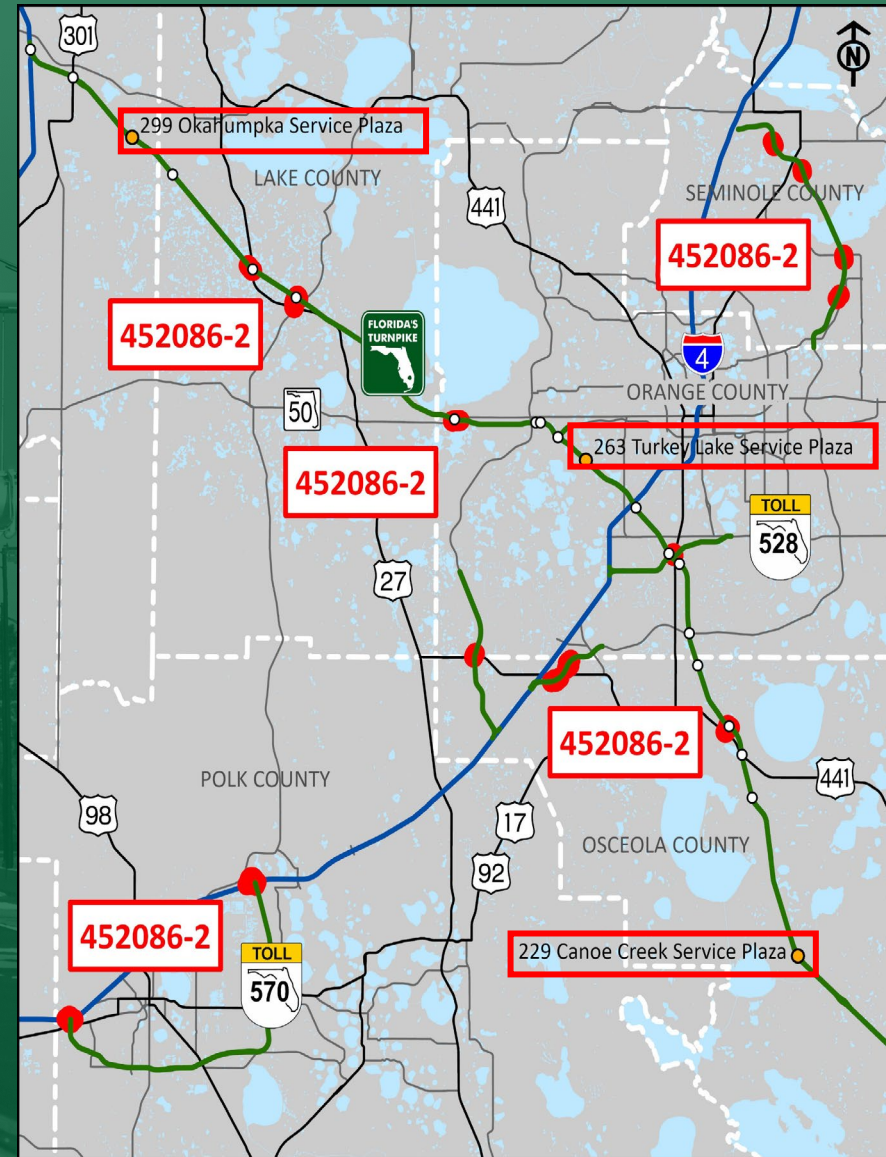 301
N
299 Okahumpka Service Plaza
LAKE COUNTY
441
SEMINOLE COUNTY
452086-2
452086-2
FLORIDA'S
TURNPIKE
4
ORANGE COUNTY
50
263 Turkey Lake Service Plaza
452086-2
TOLL
528
27
452086-2
POLK COUNTY
441
98
17
OSCEOLA COUNTY
92
452086-2
229 Canoe Creek Service Plaza
TOLL
570